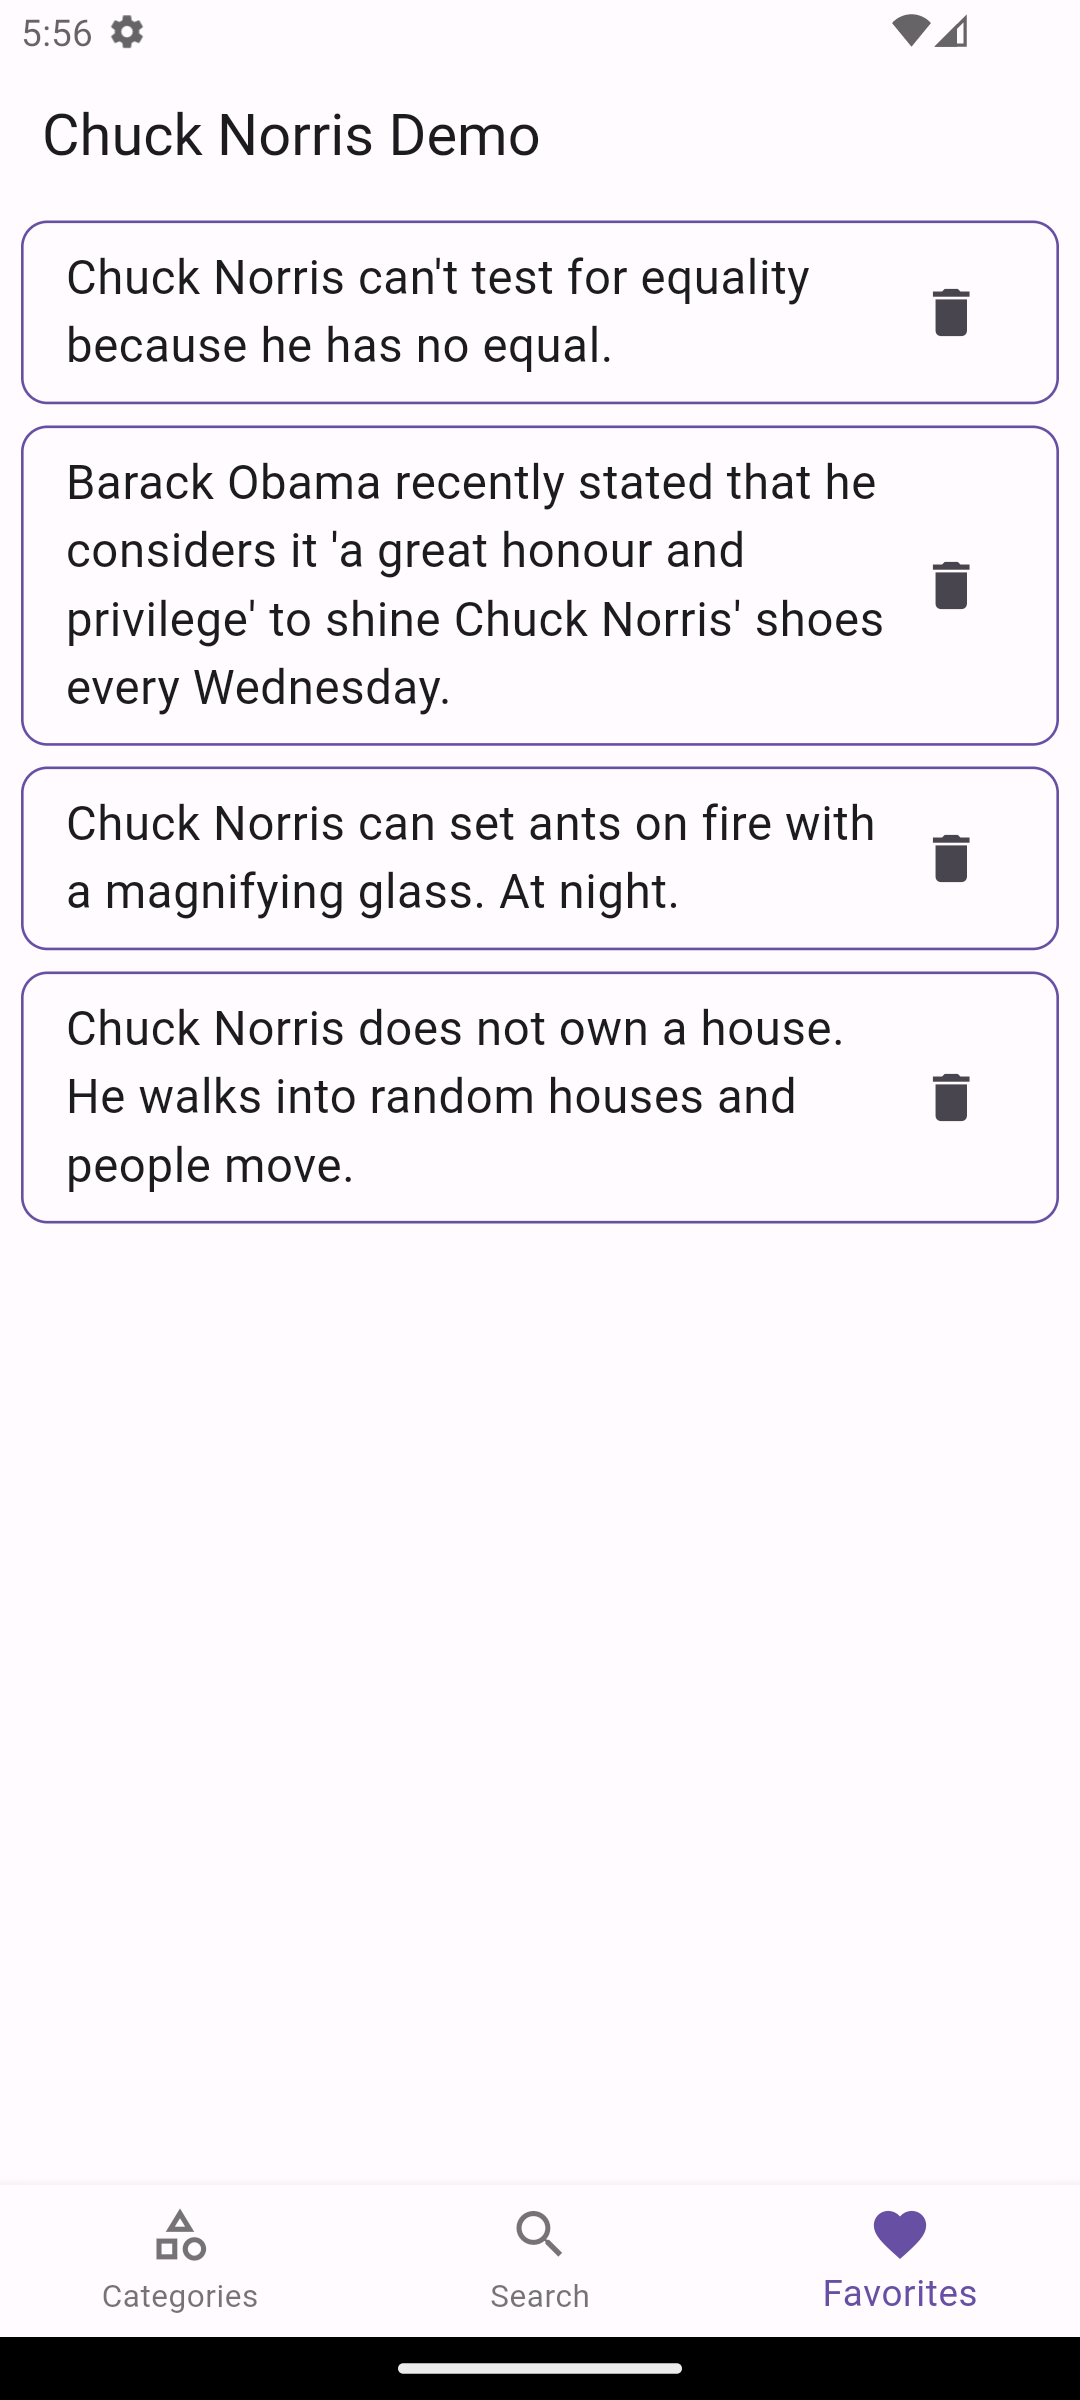 5:56
Chuck Norris Demo
Chuck Norris can't test for equality
because he has no equal.
Barack Obama recently stated that he
considers it 'a great honour and
privilege' to shine Chuck Norris' shoes
every Wednesday.
Chuck Norris can set ants on fire with
a magnifying glass. At night.
Chuck Norris does not own a house.
He walks into random houses and
people move.
Categories
Search
Favorites